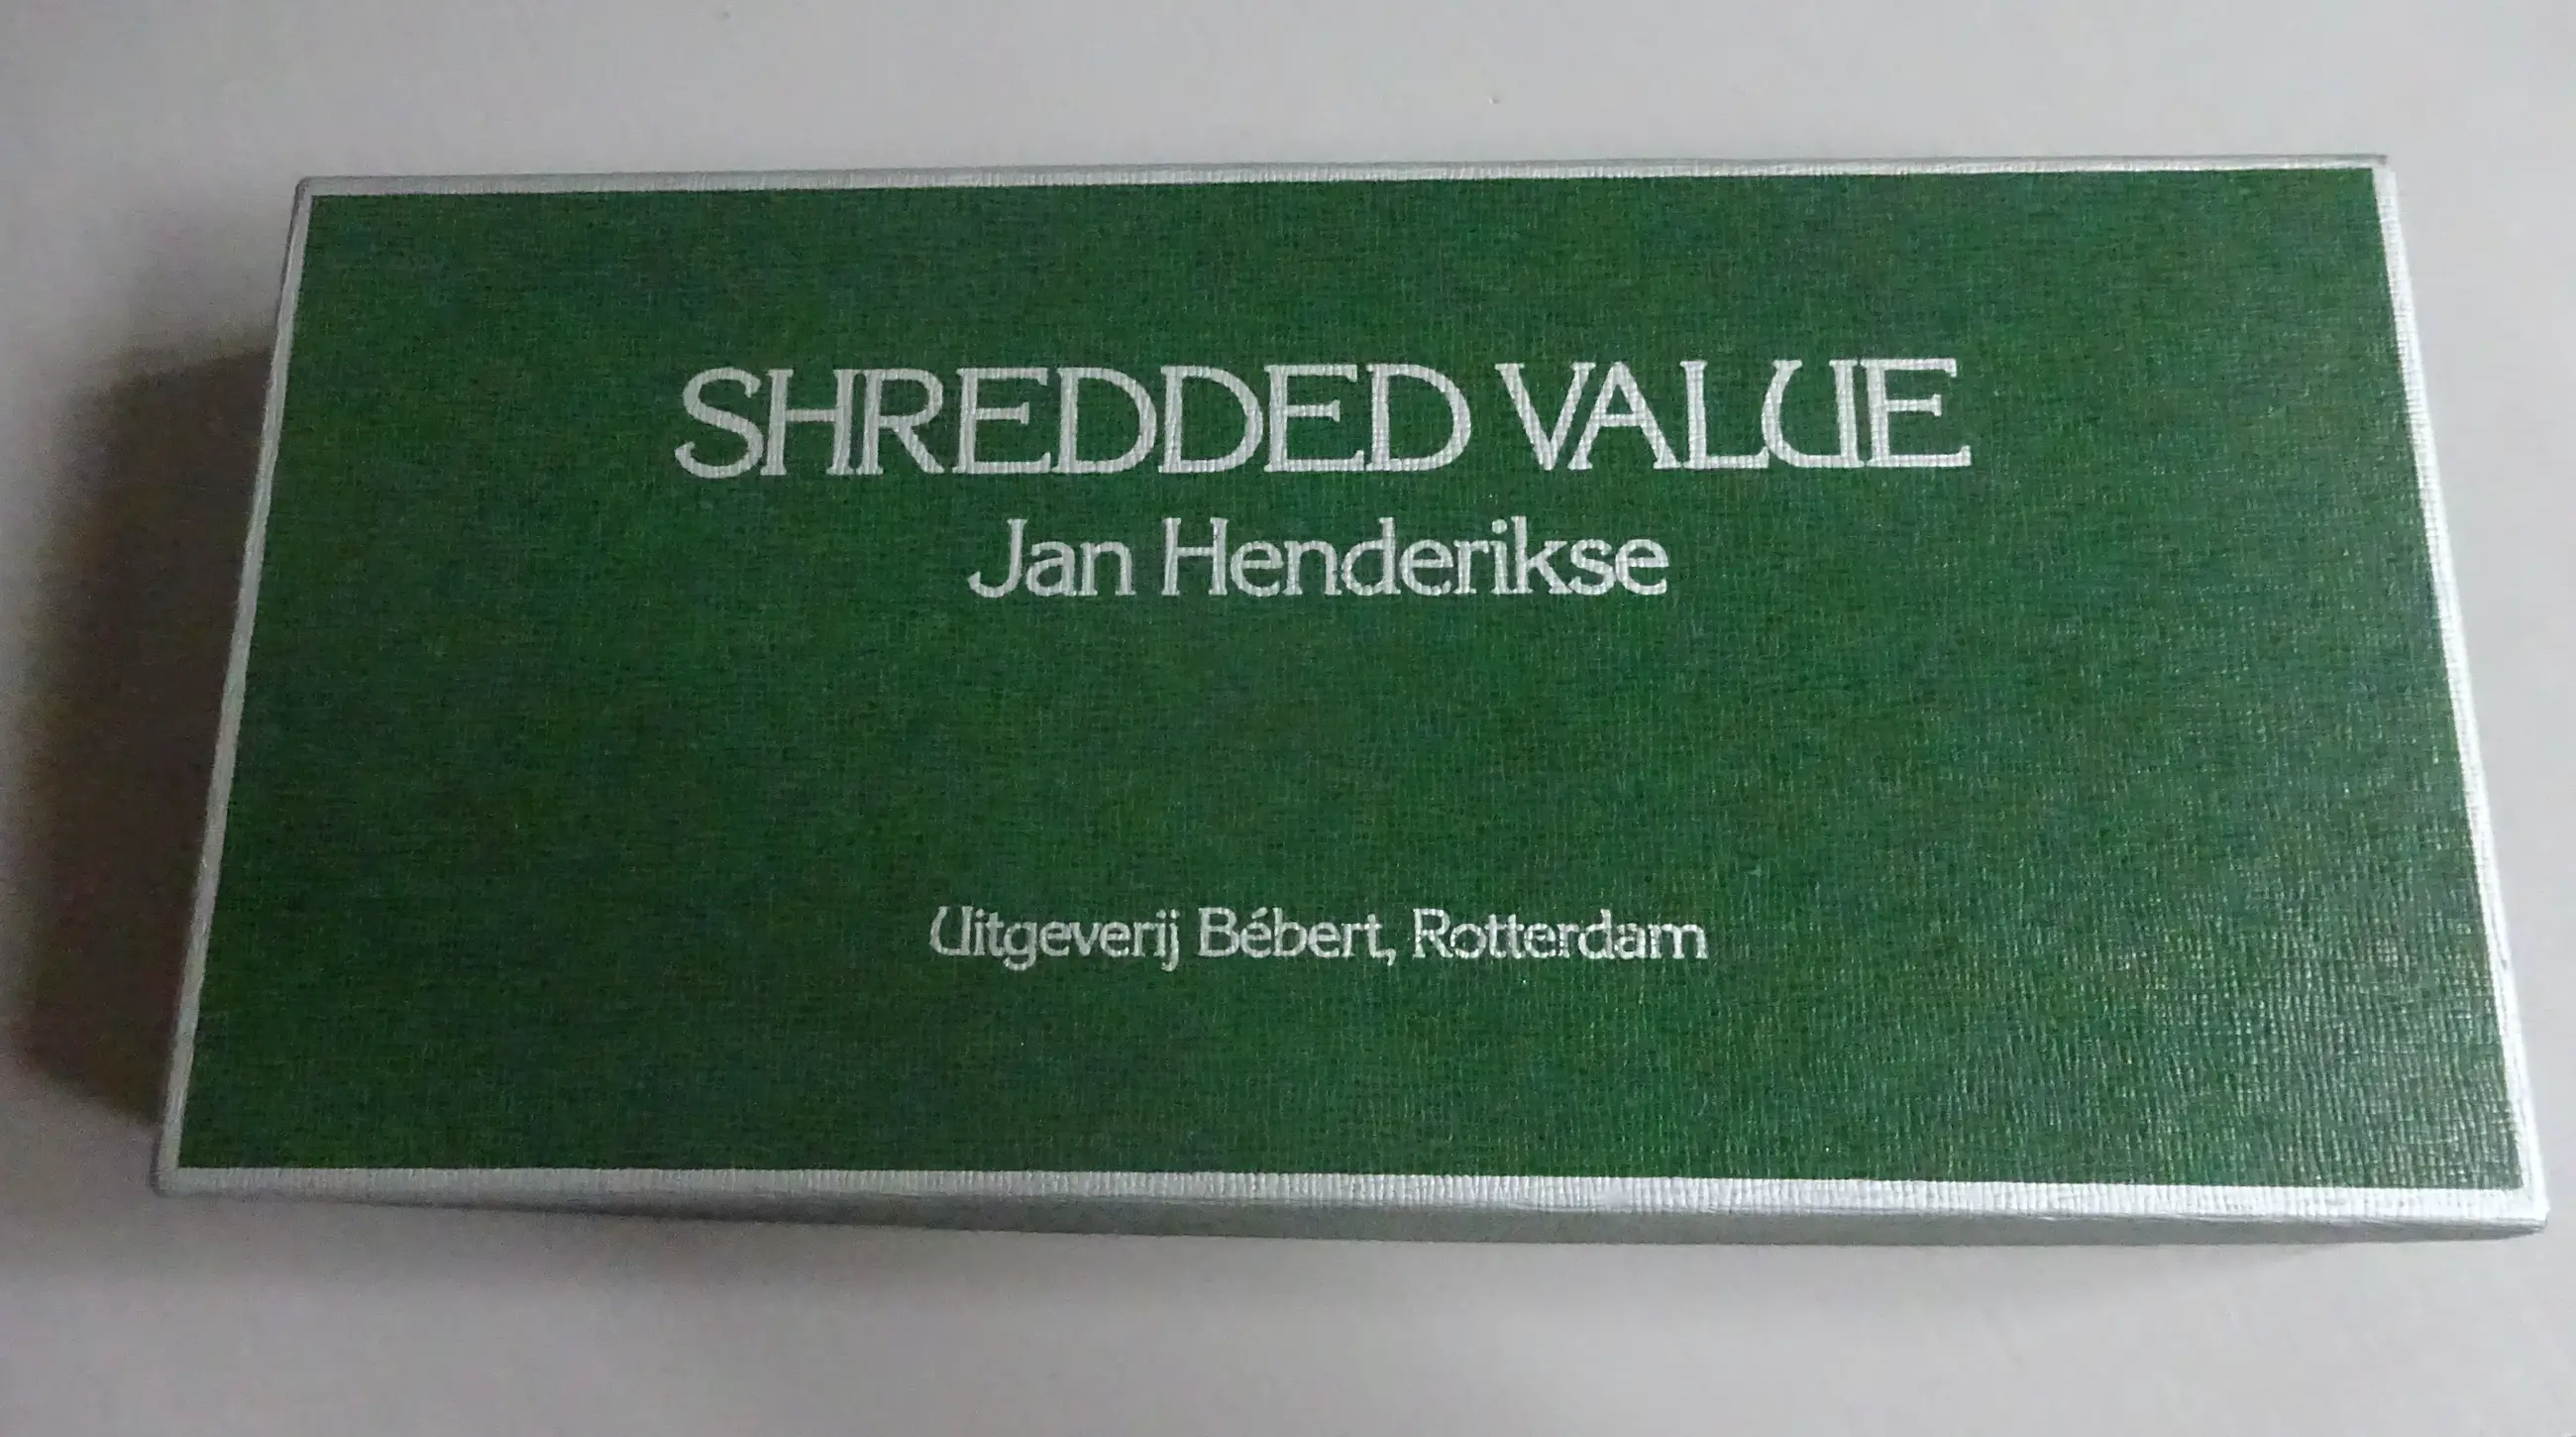 SHREDDED VALUE
Jan Henderikse
Uitgeverij Bébert, Rotterdam